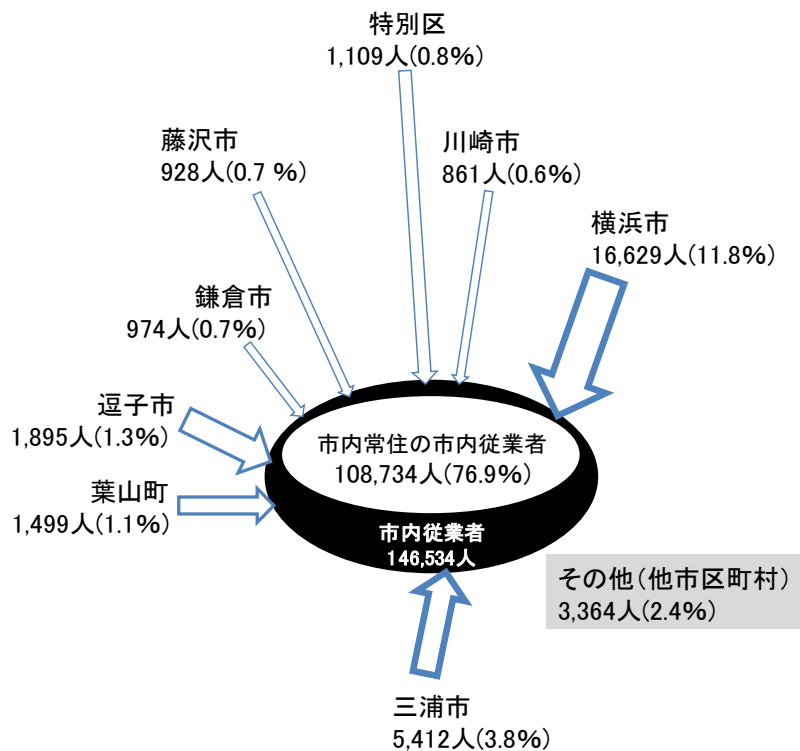 特別区
1,109人(0.8%)
藤沢市
928人(0.7 %)
川崎市
861人(0.6%)
横浜市
16,629人(11.8%)
鎌倉市
974人(0.7%)
逗子市
1,895人(1.3%)
市内常住の市内従業者
108,734人(76.9%)
葉山町
1,499人(1.1%)
市内従業者
146,534人
その他(他市区町村)
3,364人(2.4%)
三浦市
5,412人(3.8%)